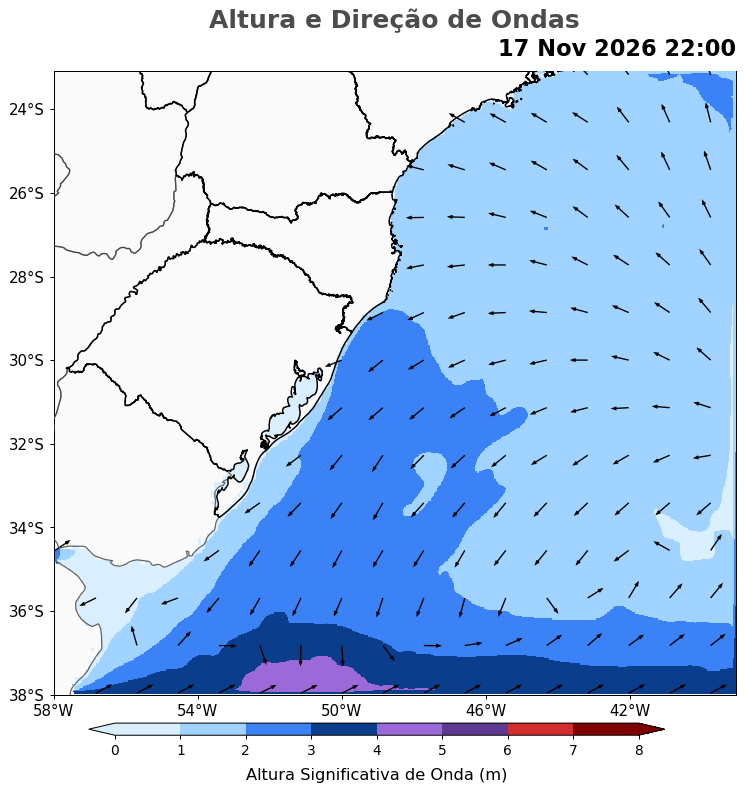 Altura e Direção de Ondas
17 Nov 2026 22:00
24°S
26°S
28°S
30°S
32°S
34°S
36°S
38°S
58°W 54°W 50°W 46°W 42°W
0 1 2 3 4 5 6 7 8
Altura Significativa de Onda (m)